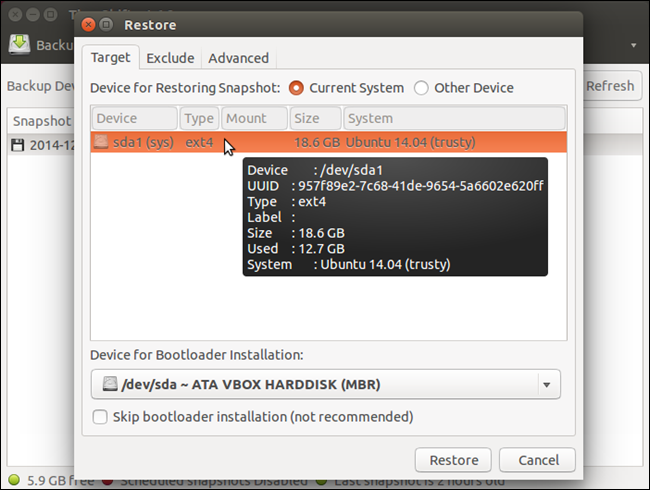 Restore
Backu
Target Exclude Advanced
Backup Dev
Device for Restoring Snapshot: Current System Other Device
Refresh
Snapshot
Device Type Mount Size System
2014-12
sda1 (sys) ext4 18.6 GB Ubuntu 14.04 (trusty)
Device : /dev/sda1
UUID : 957f89e2-7c68-41de-9654-5a6602e620ff
Type : ext4
Label :
Size : 18.6 GB
Used : 12.7 GB
System : Ubuntu 14.04 (trusty)
Device for Bootloader Installation:
/dev/sda ~ ATA VBOX HARDDISK (MBR)
Skip bootloader installation (not recommended)
Restore Cancel
5.9 GB free Scheduled snapshots Disabled Last snapshot is 2 hours old